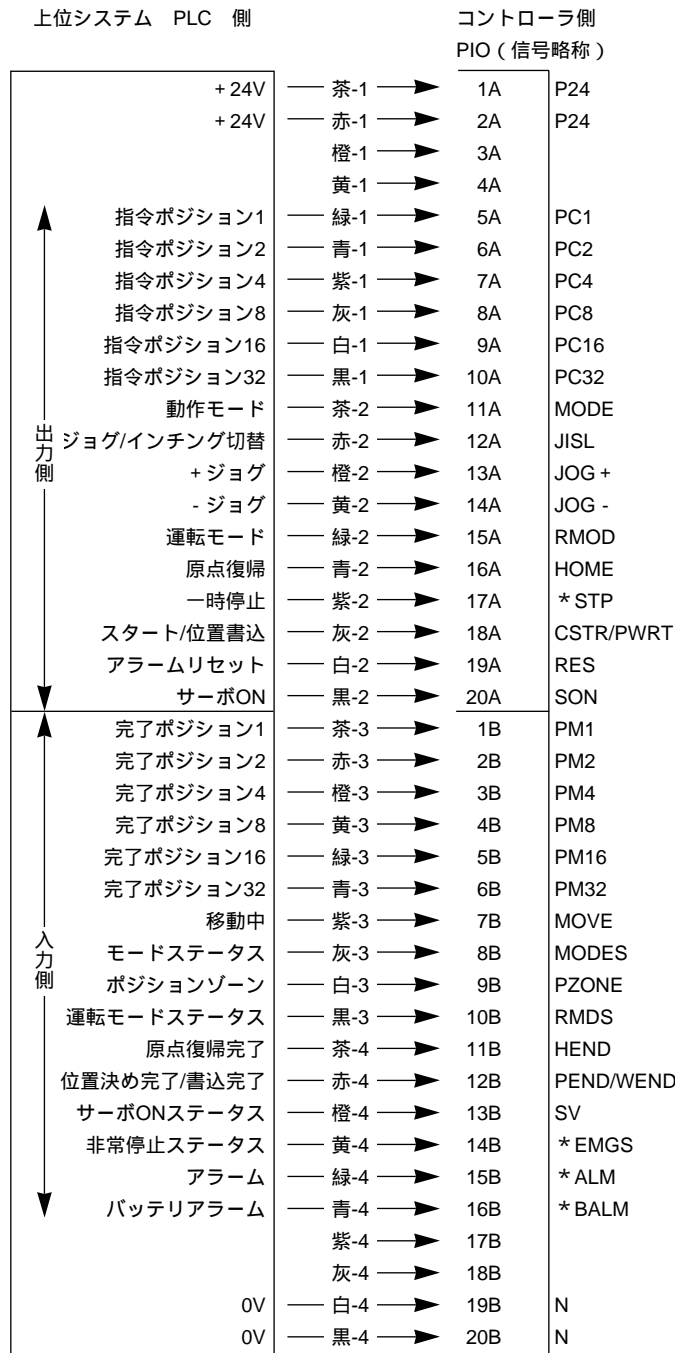 上位システム　PLC　側　コントローラ側
PIO（信号略称）
+24V 茶-1 1A P24
+24V 赤-1 2A P24
橙-1 3A
黄-1 4A
指令ポジション1 緑-1 5A PC1
指令ポジション2 青-1 6A PC2
指令ポジション4 紫-1 7A PC4
指令ポジション8 灰-1 8A PC8
指令ポジション16 白-1 9A PC16
指令ポジション32 黒-1 10A PC32
動作モード 茶-2 11A MODE
出力側
ジョグ/インチング切替 赤-2 12A JISL
+ジョグ 橙-2 13A JOG+
-ジョグ 黄-2 14A JOG-
運転モード 緑-2 15A RMOD
原点復帰 青-2 16A HOME
一時停止 紫-2 17A *STP
スタート/位置書込 灰-2 18A CSTR/PWRT
アラームリセット 白-2 19A RES
サーボON 黒-2 20A SON
完了ポジション1 茶-3 1B PM1
完了ポジション2 赤-3 2B PM2
完了ポジション4 橙-3 3B PM4
完了ポジション8 黄-3 4B PM8
完了ポジション16 緑-3 5B PM16
完了ポジション32 青-3 6B PM32
移動中 紫-3 7B MOVE
入力側
モードステータス 灰-3 8B MODES
ポジションゾーン 白-3 9B PZONE
運転モードステータス 黒-3 10B RMDS
原点復帰完了 茶-4 11B HEND
位置決め完了/書込完了 赤-4 12B PEND/WEND
サーボONステータス 橙-4 13B SV
非常停止ステータス 黄-4 14B *EMGS
アラーム 緑-4 15B *ALM
バッテリアラーム 青-4 16B *BALM
紫-4 17B
灰-4 18B
0V 白-4 19B N
0V 黒-4 20B N